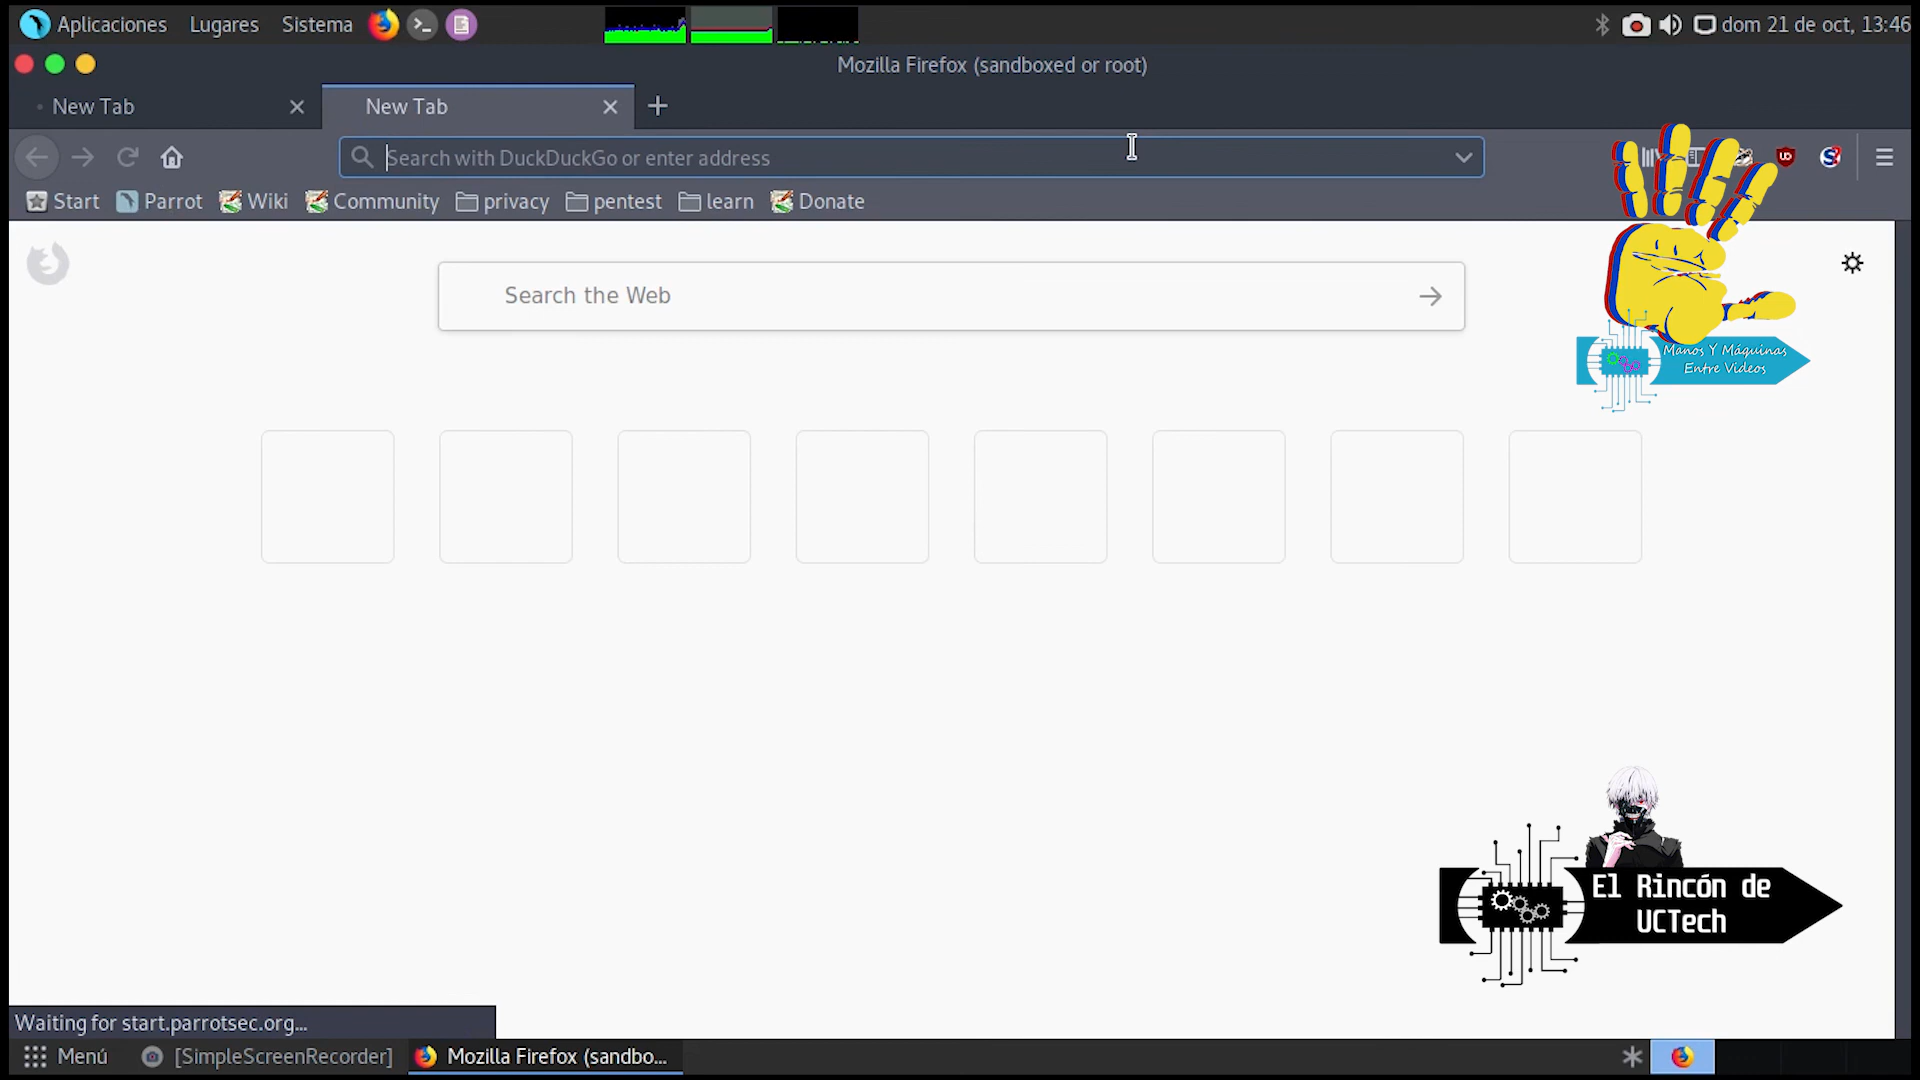 Aplicaciones Lugares Sistema
dom 21 de oct, 13:46
Mozilla Firefox (sandboxed or root)
New Tab
New Tab
Search with DuckDuckGo or enter address
Start Parrot Wiki Community privacy pentest learn Donate
Search the Web
Manos Y Máquinas
Entre Videos
El Rincón de
UCTech
Waiting for start.parrotsec.org...
Menú [SimpleScreenRecorder] Mozilla Firefox (sandbo...